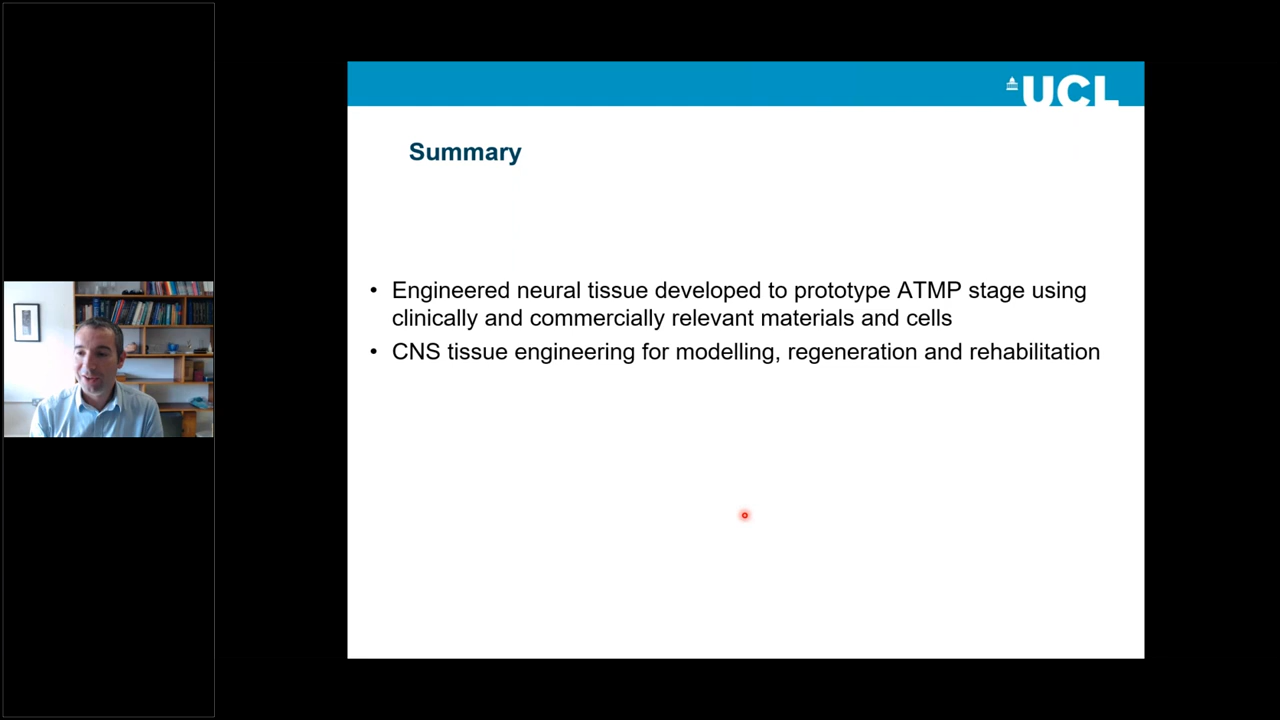 UCL
Summary
• Engineered neural tissue developed to prototype ATMP stage using
clinically and commercially relevant materials and cells
• CNS tissue engineering for modelling, regeneration and rehabilitation